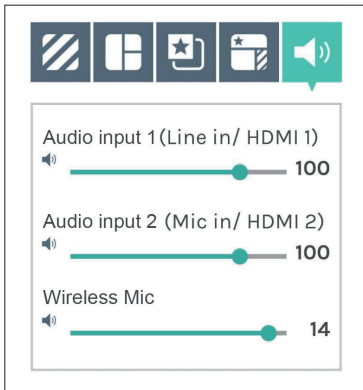 Audio input 1 (Line in/ HDMI 1)
100
Audio input 2 (Mic in/ HDMI 2)
100
Wireless Mic
14